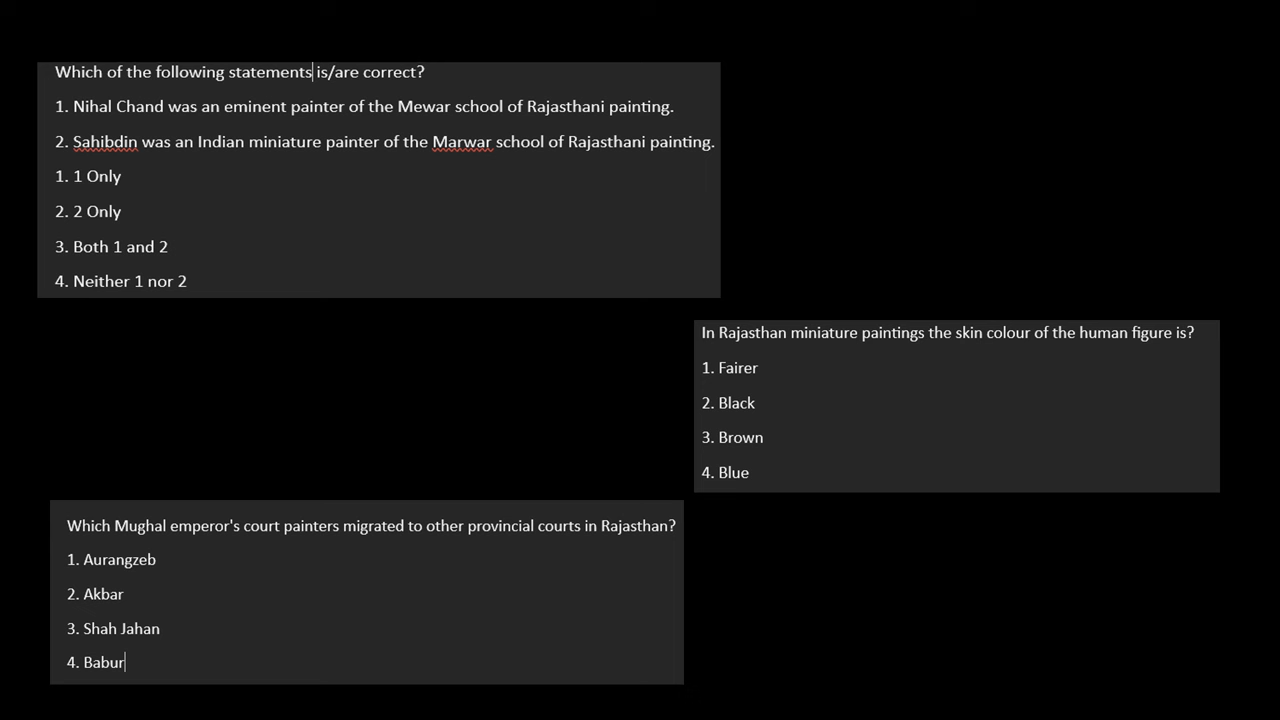 Which of the following statements is/are correct?
1. Nihal Chand was an eminent painter of the Mewar school of Rajasthani painting.
2. Sahibdin was an Indian miniature painter of the Marwar school of Rajasthani painting.
1. 1 Only
2. 2 Only
3. Both 1 and 2
4. Neither 1 nor 2
In Rajasthan miniature paintings the skin colour of the human figure is?
1. Fairer
2. Black
3. Brown
4. Blue
Which Mughal emperor's court painters migrated to other provincial courts in Rajasthan?
1. Aurangzeb
2. Akbar
3. Shah Jahan
4. Babur